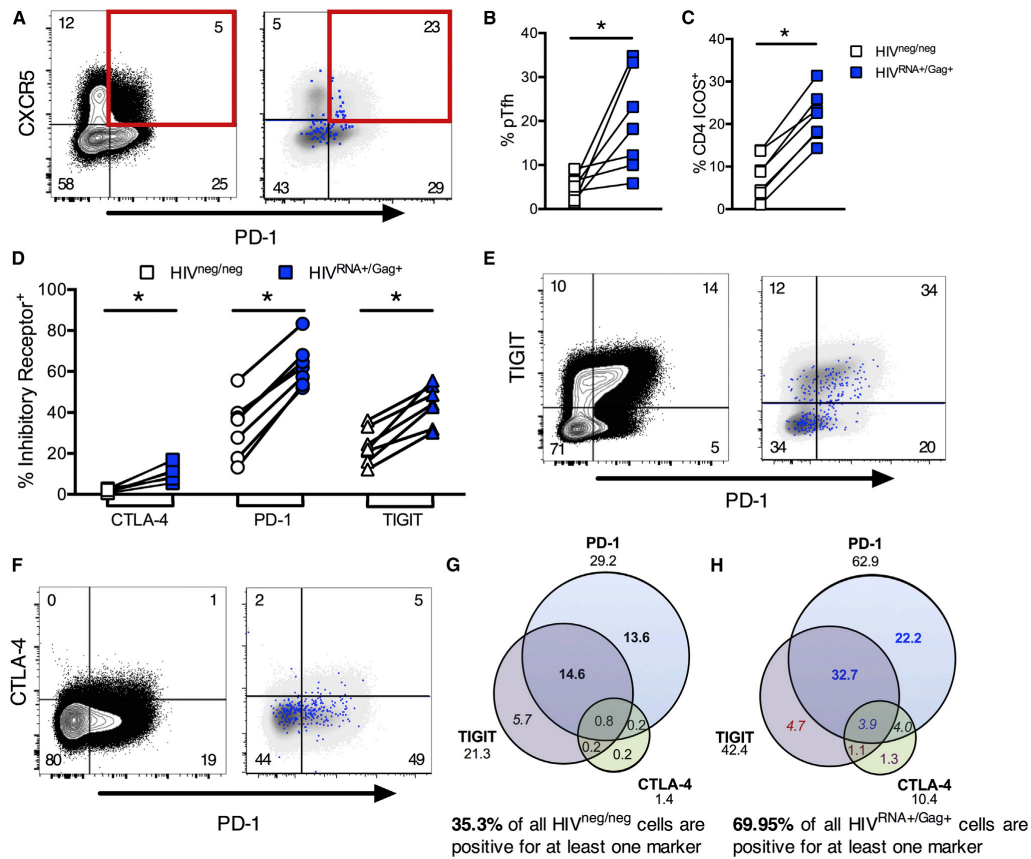 A
12
5
58
25
CXCR5
5
23
43
29
PD-1
B
*
% pTfh
40
30
20
10
0
C
*
% CD4 ICOS+
40
20
0
HIVneg/neg
HIVRNA+/Gag+
D
HIVneg/neg
HIVRNA+/Gag+
% Inhibitory Receptor+
100
80
60
40
20
0
*
*
*
CTLA-4
PD-1
TIGIT
E
TIGIT
10
14
71
5
12
34
34
20
PD-1
F
CTLA-4
0
1
80
19
2
5
44
49
PD-1
G
PD-1
29.2
13.6
14.6
5.7
0.8
0.2
0.2
0.2
TIGIT
21.3
CTLA-4
1.4
35.3% of all HIVneg/neg cells are
positive for at least one marker
H
PD-1
62.9
22.2
32.7
4.7
3.9
4.0
1.1
1.3
TIGIT
42.4
CTLA-4
10.4
69.95% of all HIVRNA+/Gag+ cells are
positive for at least one marker